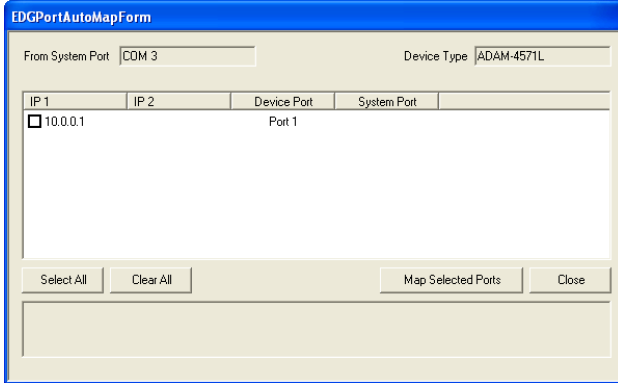 EDGPortAutoMapForm
From System Port COM 3 Device Type ADAM-4571L
IP 1 IP 2 Device Port System Port
10.0.0.1 Port 1
Select All Clear All Map Selected Ports Close